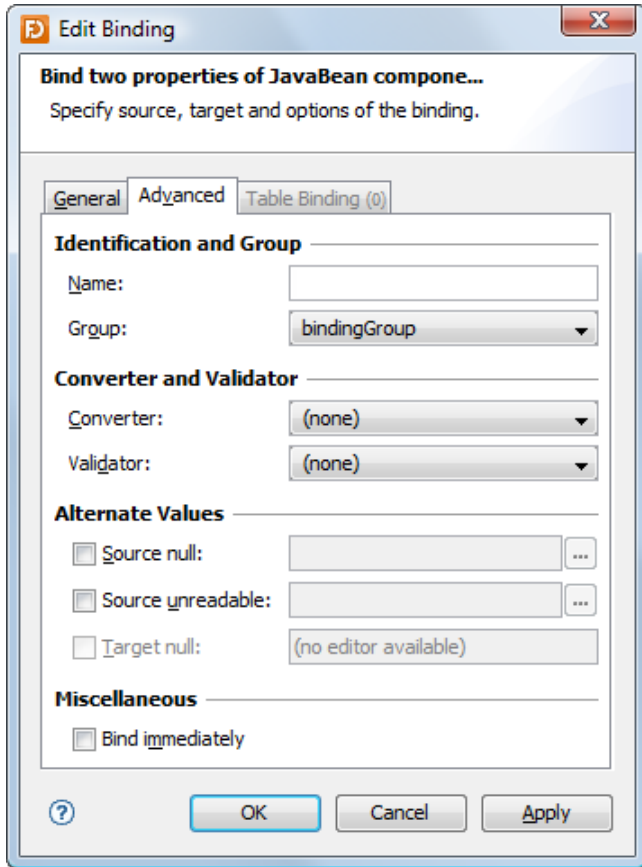 Edit Binding
Bind two properties of JavaBean compone...
Specify source, target and options of the binding.
General Advanced Table Binding (0)
Identification and Group
Name:
Group: bindingGroup
Converter and Validator
Converter: (none)
Validator: (none)
Alternate Values
Source null: ...
Source unreadable: ...
Target null: (no editor available)
Miscellaneous
Bind immediately
? OK Cancel Apply